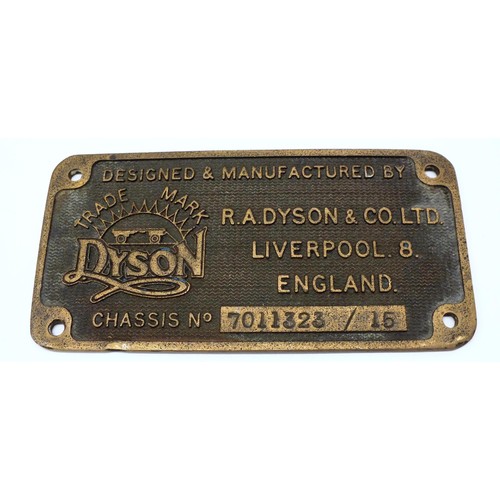 DESIGNED & MANUFACTURED BY
TRADE MARK
DYSON
R.A.DYSON & CO. LTD.
LIVERPOOL. 8.
ENGLAND.
CHASSIS Nº 7011323 / 15